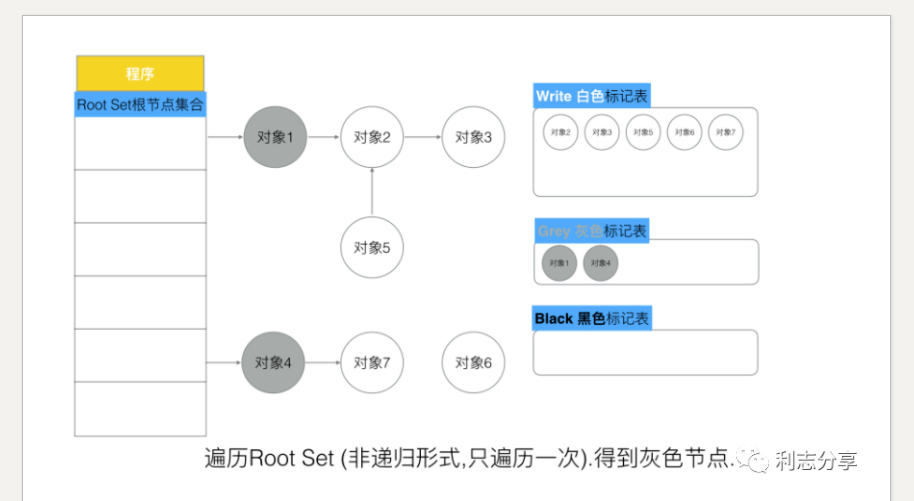 程序
Root Set根节点集合
对象1
对象2
对象3
对象5
对象4
对象7
对象6
Write 白色标记表
对象2 对象3 对象5 对象6 对象7
Grey 灰色标记表
对象1 对象4
Black 黑色标记表
遍历Root Set (非递归形式,只遍历一次).得到灰色节点.
利志分享